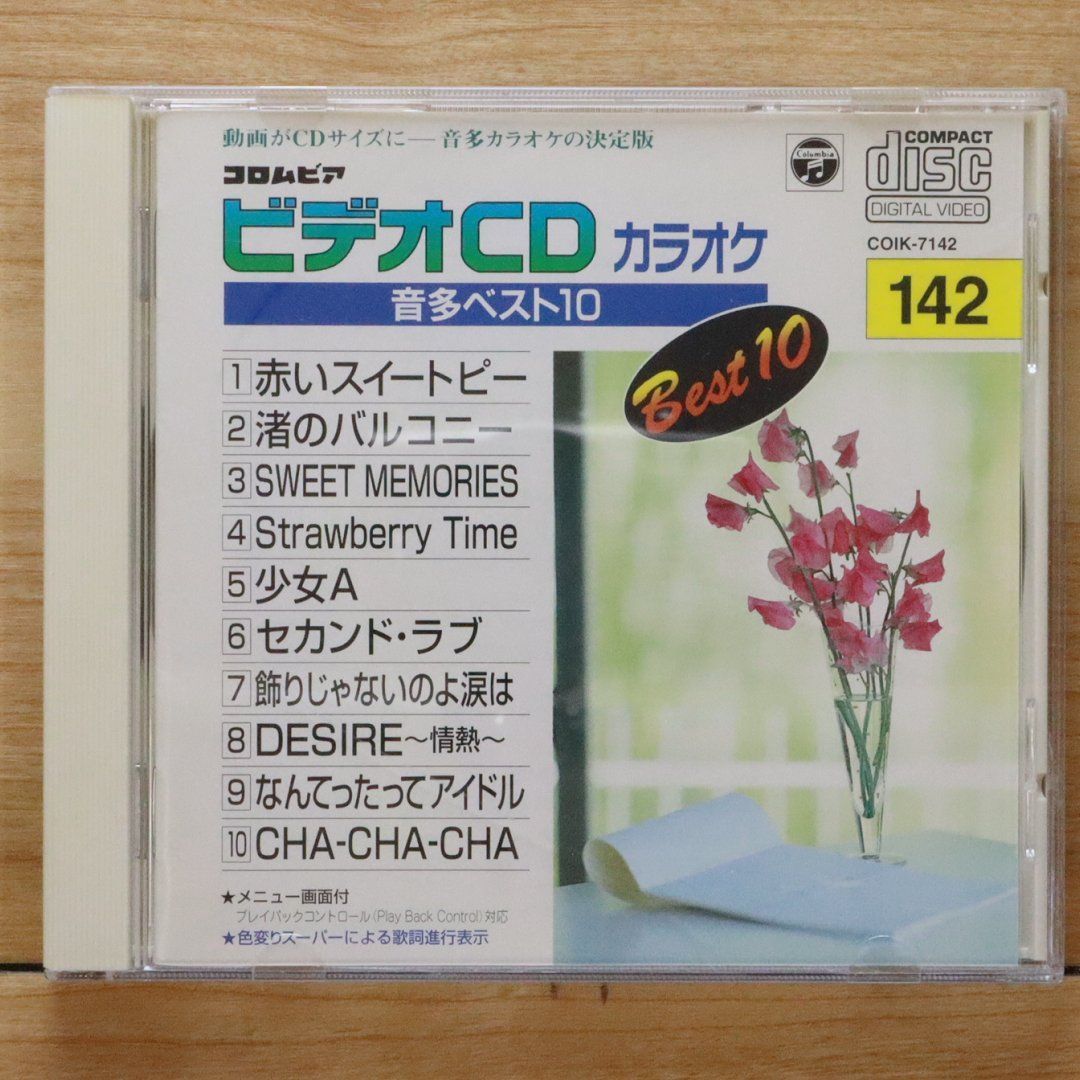 動画がCDサイズに——音多カラオケの決定版
コロムビア
ビデオCD カラオケ
音多ベスト10
Columbia
COMPACT
disc
DIGITAL VIDEO
COIK-7142
142
Best 10
1 赤いスイートピー
2 渚のバルコニー
3 SWEET MEMORIES
4 Strawberry Time
5 少女A
6 セカンド・ラブ
7 飾りじゃないのよ涙は
8 DESIRE～情熱～
9 なんてったってアイドル
10 CHA-CHA-CHA
★メニュー画面付
プレイバックコントロール(Play Back Control)対応
★色変りスーパーによる歌詞進行表示